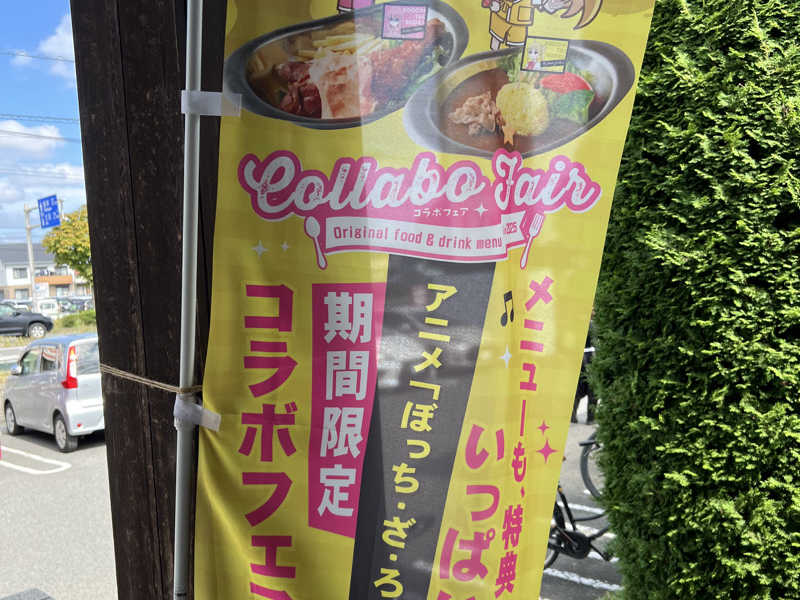 Collabo Fair
コラボフェア
Original food & drink menu
2025
メニューも、特典
いっぱ
アニメ「ぼっち・ざ・ろ
期間限定
コラボフェ